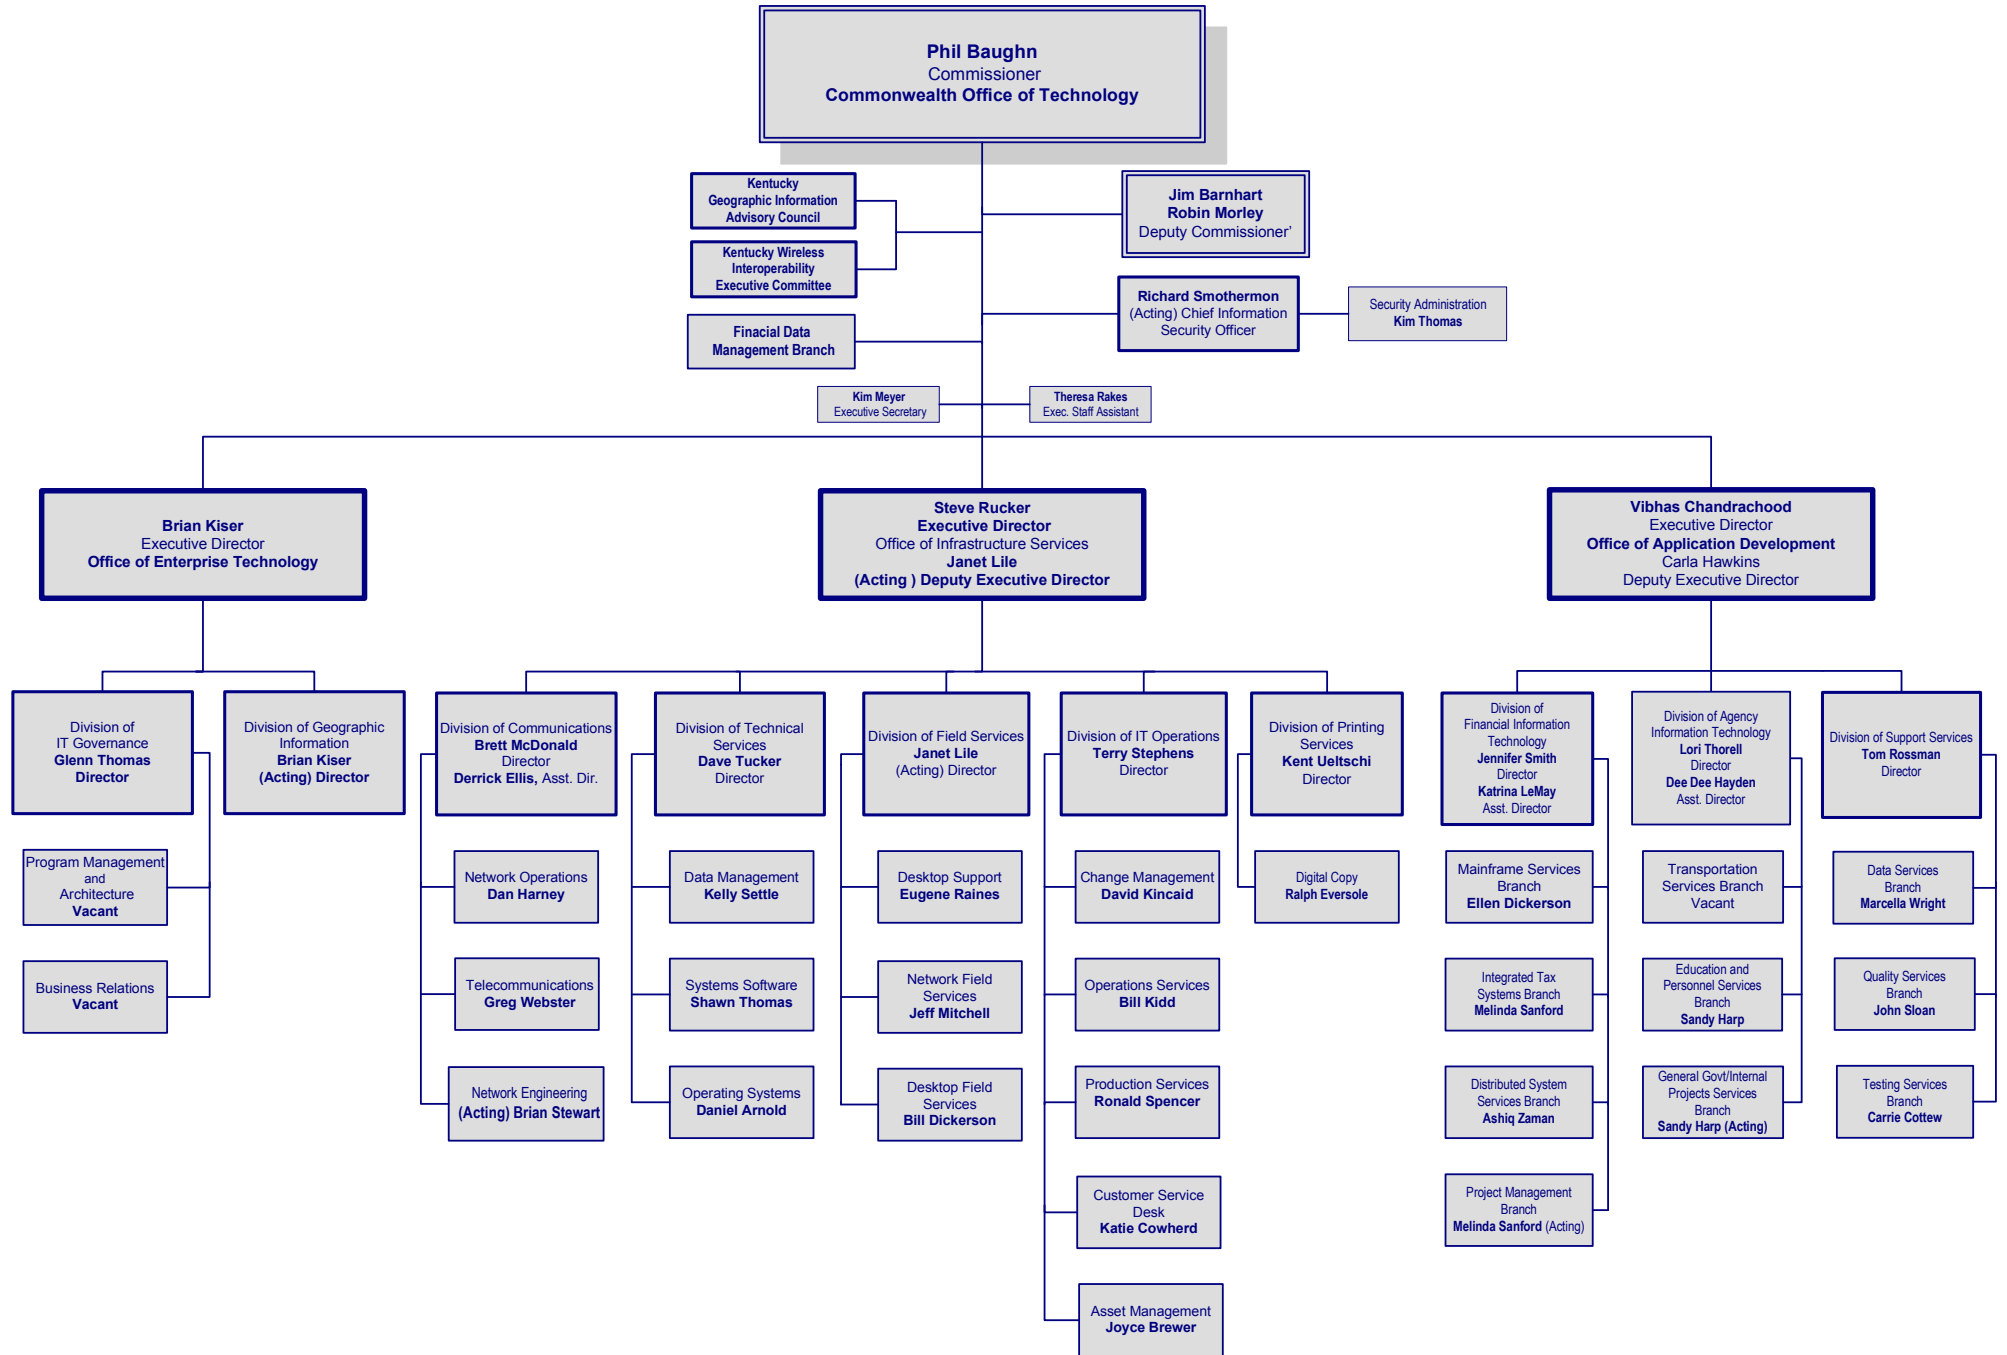 Phil Baughn
Commissioner
Commonwealth Office of Technology
Kentucky
Geographic Information
Advisory Council
Jim Barnhart
Robin Morley
Deputy Commissioner’
Kentucky Wireless
Interoperability
Executive Committee
Richard Smothermon
(Acting) Chief Information
Security Officer
Security Administration
Kim Thomas
Finacial Data
Management Branch
Kim Meyer
Executive Secretary
Theresa Rakes
Exec. Staff Assistant
Brian Kiser
Executive Director
Office of Enterprise Technology
Steve Rucker
Executive Director
Office of Infrastructure Services
Janet Lile
(Acting ) Deputy Executive Director
Vibhas Chandrachood
Executive Director
Office of Application Development
Carla Hawkins
Deputy Executive Director
Division of
IT Governance
Glenn Thomas
Director
Division of Geographic
Information
Brian Kiser
(Acting) Director
Division of Communications
Brett McDonald
Director
Derrick Ellis, Asst. Dir.
Division of Technical
Services
Dave Tucker
Director
Division of Field Services
Janet Lile
(Acting) Director
Division of IT Operations
Terry Stephens
Director
Division of Printing
Services
Kent Ueltschi
Director
Division of
Financial Information
Technology
Jennifer Smith
Director
Katrina LeMay
Asst. Director
Division of Agency
Information Technology
Lori Thorell
Director
Dee Dee Hayden
Asst. Director
Division of Support Services
Tom Rossman
Director
Program Management
and
Architecture
Vacant
Network Operations
Dan Harney
Data Management
Kelly Settle
Desktop Support
Eugene Raines
Change Management
David Kincaid
Digital Copy
Ralph Eversole
Mainframe Services
Branch
Ellen Dickerson
Transportation
Services Branch
Vacant
Data Services
Branch
Marcella Wright
Business Relations
Vacant
Telecommunications
Greg Webster
Systems Software
Shawn Thomas
Network Field
Services
Jeff Mitchell
Operations Services
Bill Kidd
Integrated Tax
Systems Branch
Melinda Sanford
Education and
Personnel Services
Branch
Sandy Harp
Quality Services
Branch
John Sloan
Network Engineering
(Acting) Brian Stewart
Operating Systems
Daniel Arnold
Desktop Field
Services
Bill Dickerson
Production Services
Ronald Spencer
Distributed System
Services Branch
Ashiq Zaman
General Govt/Internal
Projects Services
Branch
Sandy Harp (Acting)
Testing Services
Branch
Carrie Cottew
Customer Service
Desk
Katie Cowherd
Project Management
Branch
Melinda Sanford (Acting)
Asset Management
Joyce Brewer